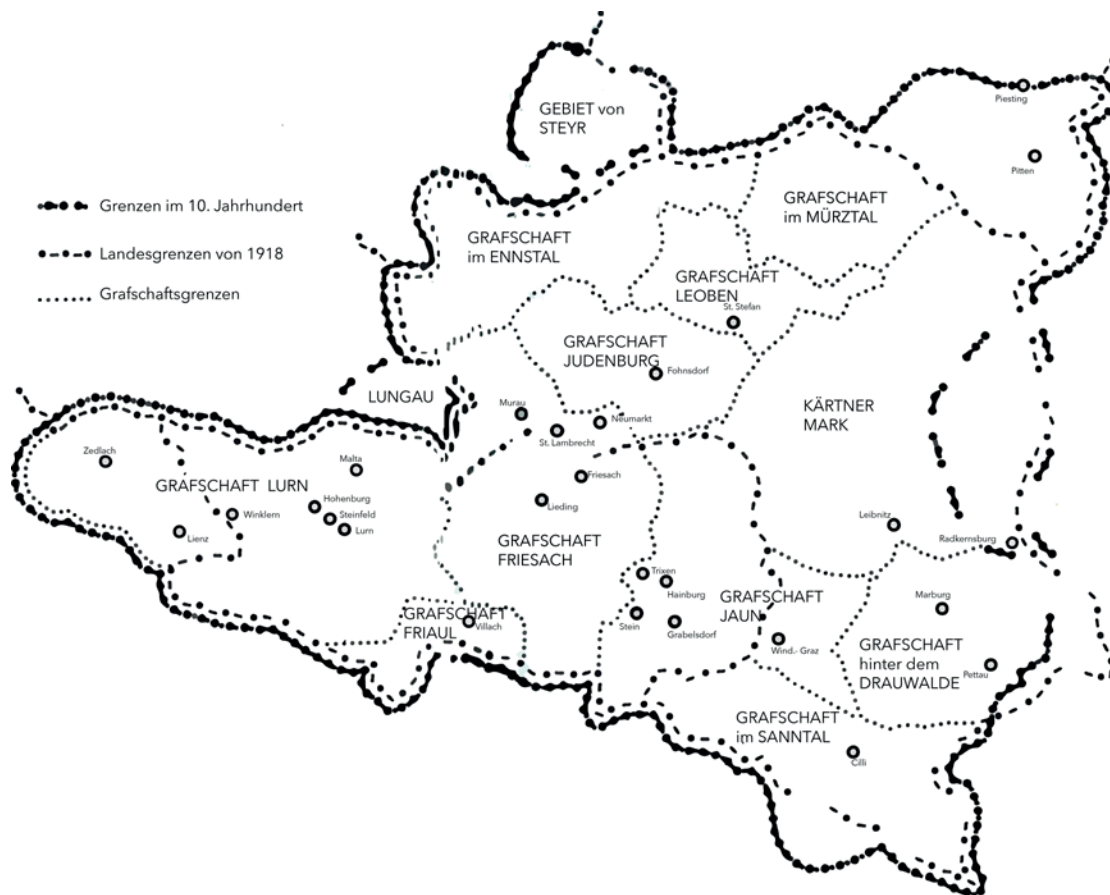 Piesting
GEBIET von
STEYR
Pitten
Grenzen im 10. Jahrhundert
Landesgrenzen von 1918
Grafschaftsgrenzen
GRAFSCHAFT
im MÜRZTAL
GRAFSCHAFT
im ENNSTAL
GRAFSCHAFT
LEOBEN
St. Stefan
GRAFSCHAFT
JUDENBURG
Fohnsdorf
LUNGAU
Murau
Neumarkt
St. Lambrecht
KÄRTNER
MARK
Zedlach
Malta
Friesach
GRAFSCHAFT LURN
Hohenburg
Lieding
Winklern
Steinfeld
Lurn
Lienz
Leibnitz
Radkernsburg
GRAFSCHAFT
FRIESACH
Trixen
Hainburg
GRAFSCHAFT
JAUN
Marburg
GRAFSCHAFT
FRIAUL
Villach
Stein
Grabelsdorf
Wind.- Graz
GRAFSCHAFT
hinter dem
DRAUWALDE
Pettau
GRAFSCHAFT
im SANNTAL
Cilli